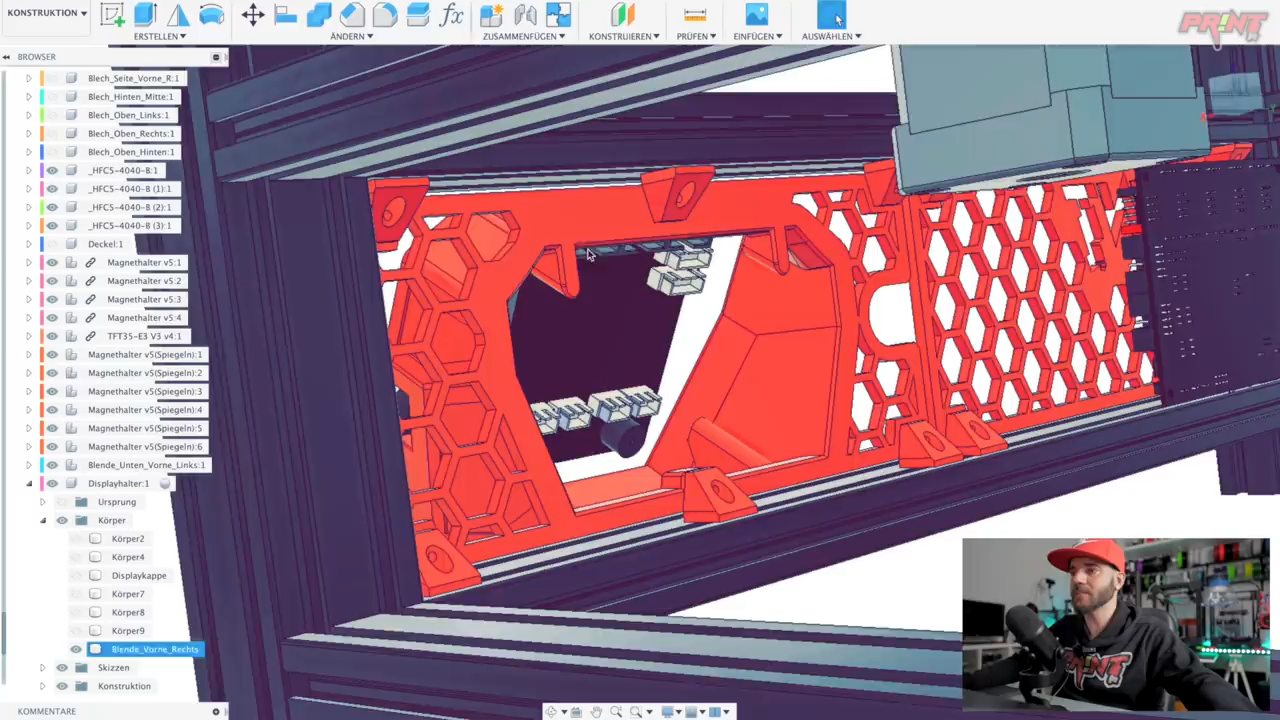 KONSTRUKTION
ERSTELLEN
ÄNDERN
fx
ZUSAMMENFÜGEN
KONSTRUIEREN
PRÜFEN
EINFÜGEN
AUSWÄHLEN
PRINT
BROWSER
Blech_Seite_Vorne_R:1
Blech_Hinten_Mitte:1
Blech_Oben_Links:1
Blech_Oben_Rechts:1
Blech_Oben_Hinten:1
_HFC5-4040-B:1
_HFC5-4040-B (1):1
_HFC5-4040-B (2):1
_HFC5-4040-B (3):1
Deckel:1
Magnethalter v5:1
Magnethalter v5:2
Magnethalter v5:3
Magnethalter v5:4
TFT35-E3 V3 v4:1
Magnethalter v5(Spiegeln):1
Magnethalter v5(Spiegeln):2
Magnethalter v5(Spiegeln):3
Magnethalter v5(Spiegeln):4
Magnethalter v5(Spiegeln):5
Magnethalter v5(Spiegeln):6
Blende_Unten_Vorne_Links:1
Displayhalter:1
Ursprung
Körper
Körper2
Körper4
Displaykappe
Körper7
Körper8
Körper9
Blende_Vorne_Rechts
Skizzen
Konstruktion
KOMMENTARE
PRINT